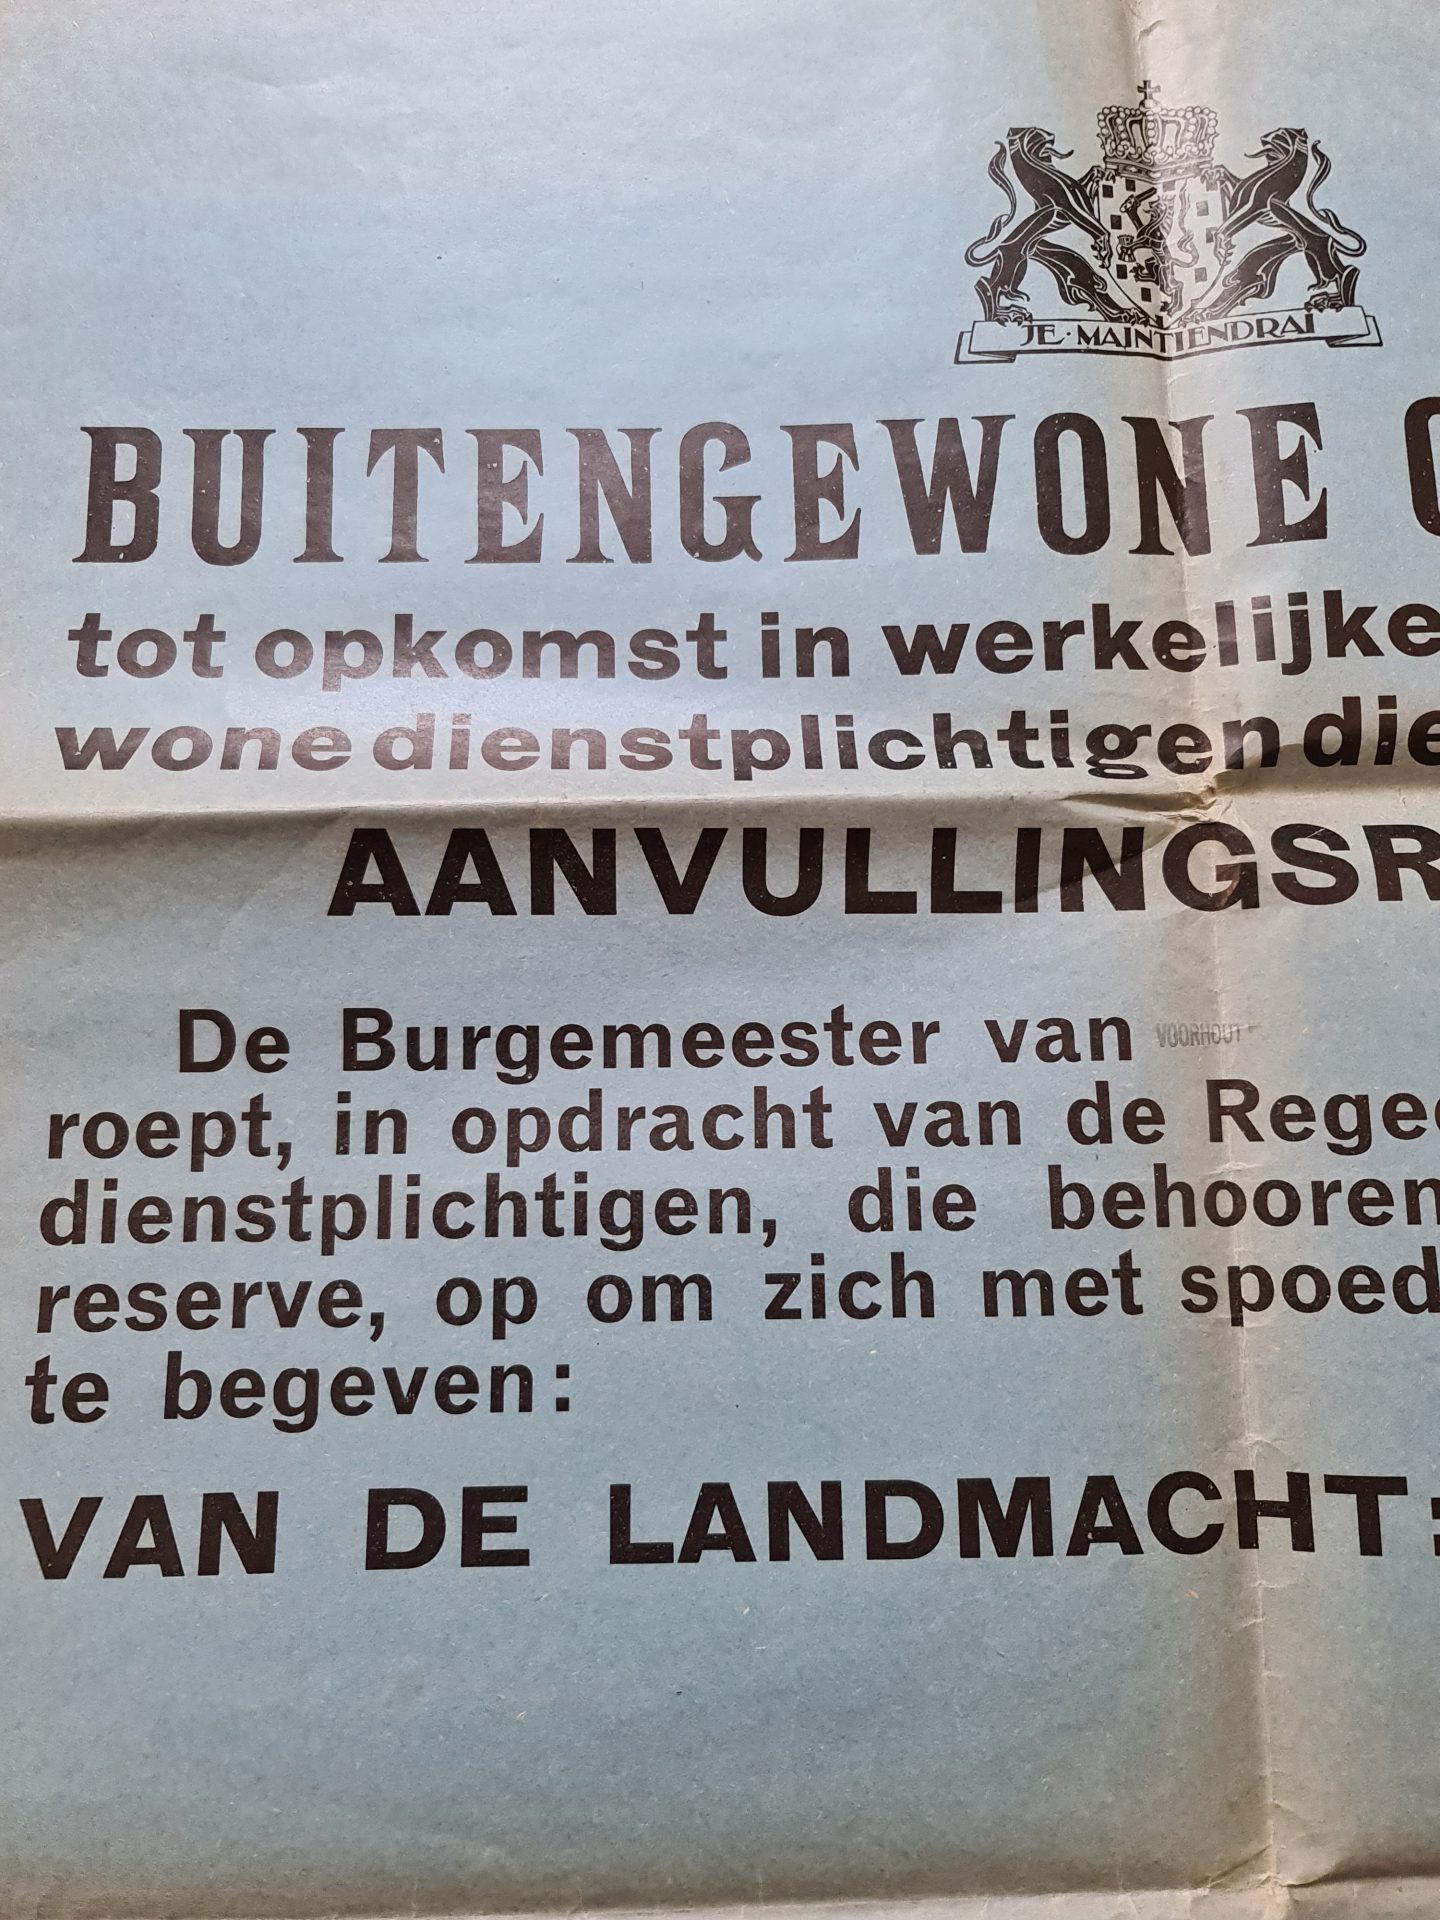 JE·MAINTIENDRAI
BUITENGEWONE
tot opkomst in werkelijke
wone dienstplichtigen die
AANVULLINGSR
De Burgemeester van VOORHOUT
roept, in opdracht van de Regee
dienstplichtigen, die behooren
reserve, op om zich met spoed
te begeven:
VAN DE LANDMACHT: